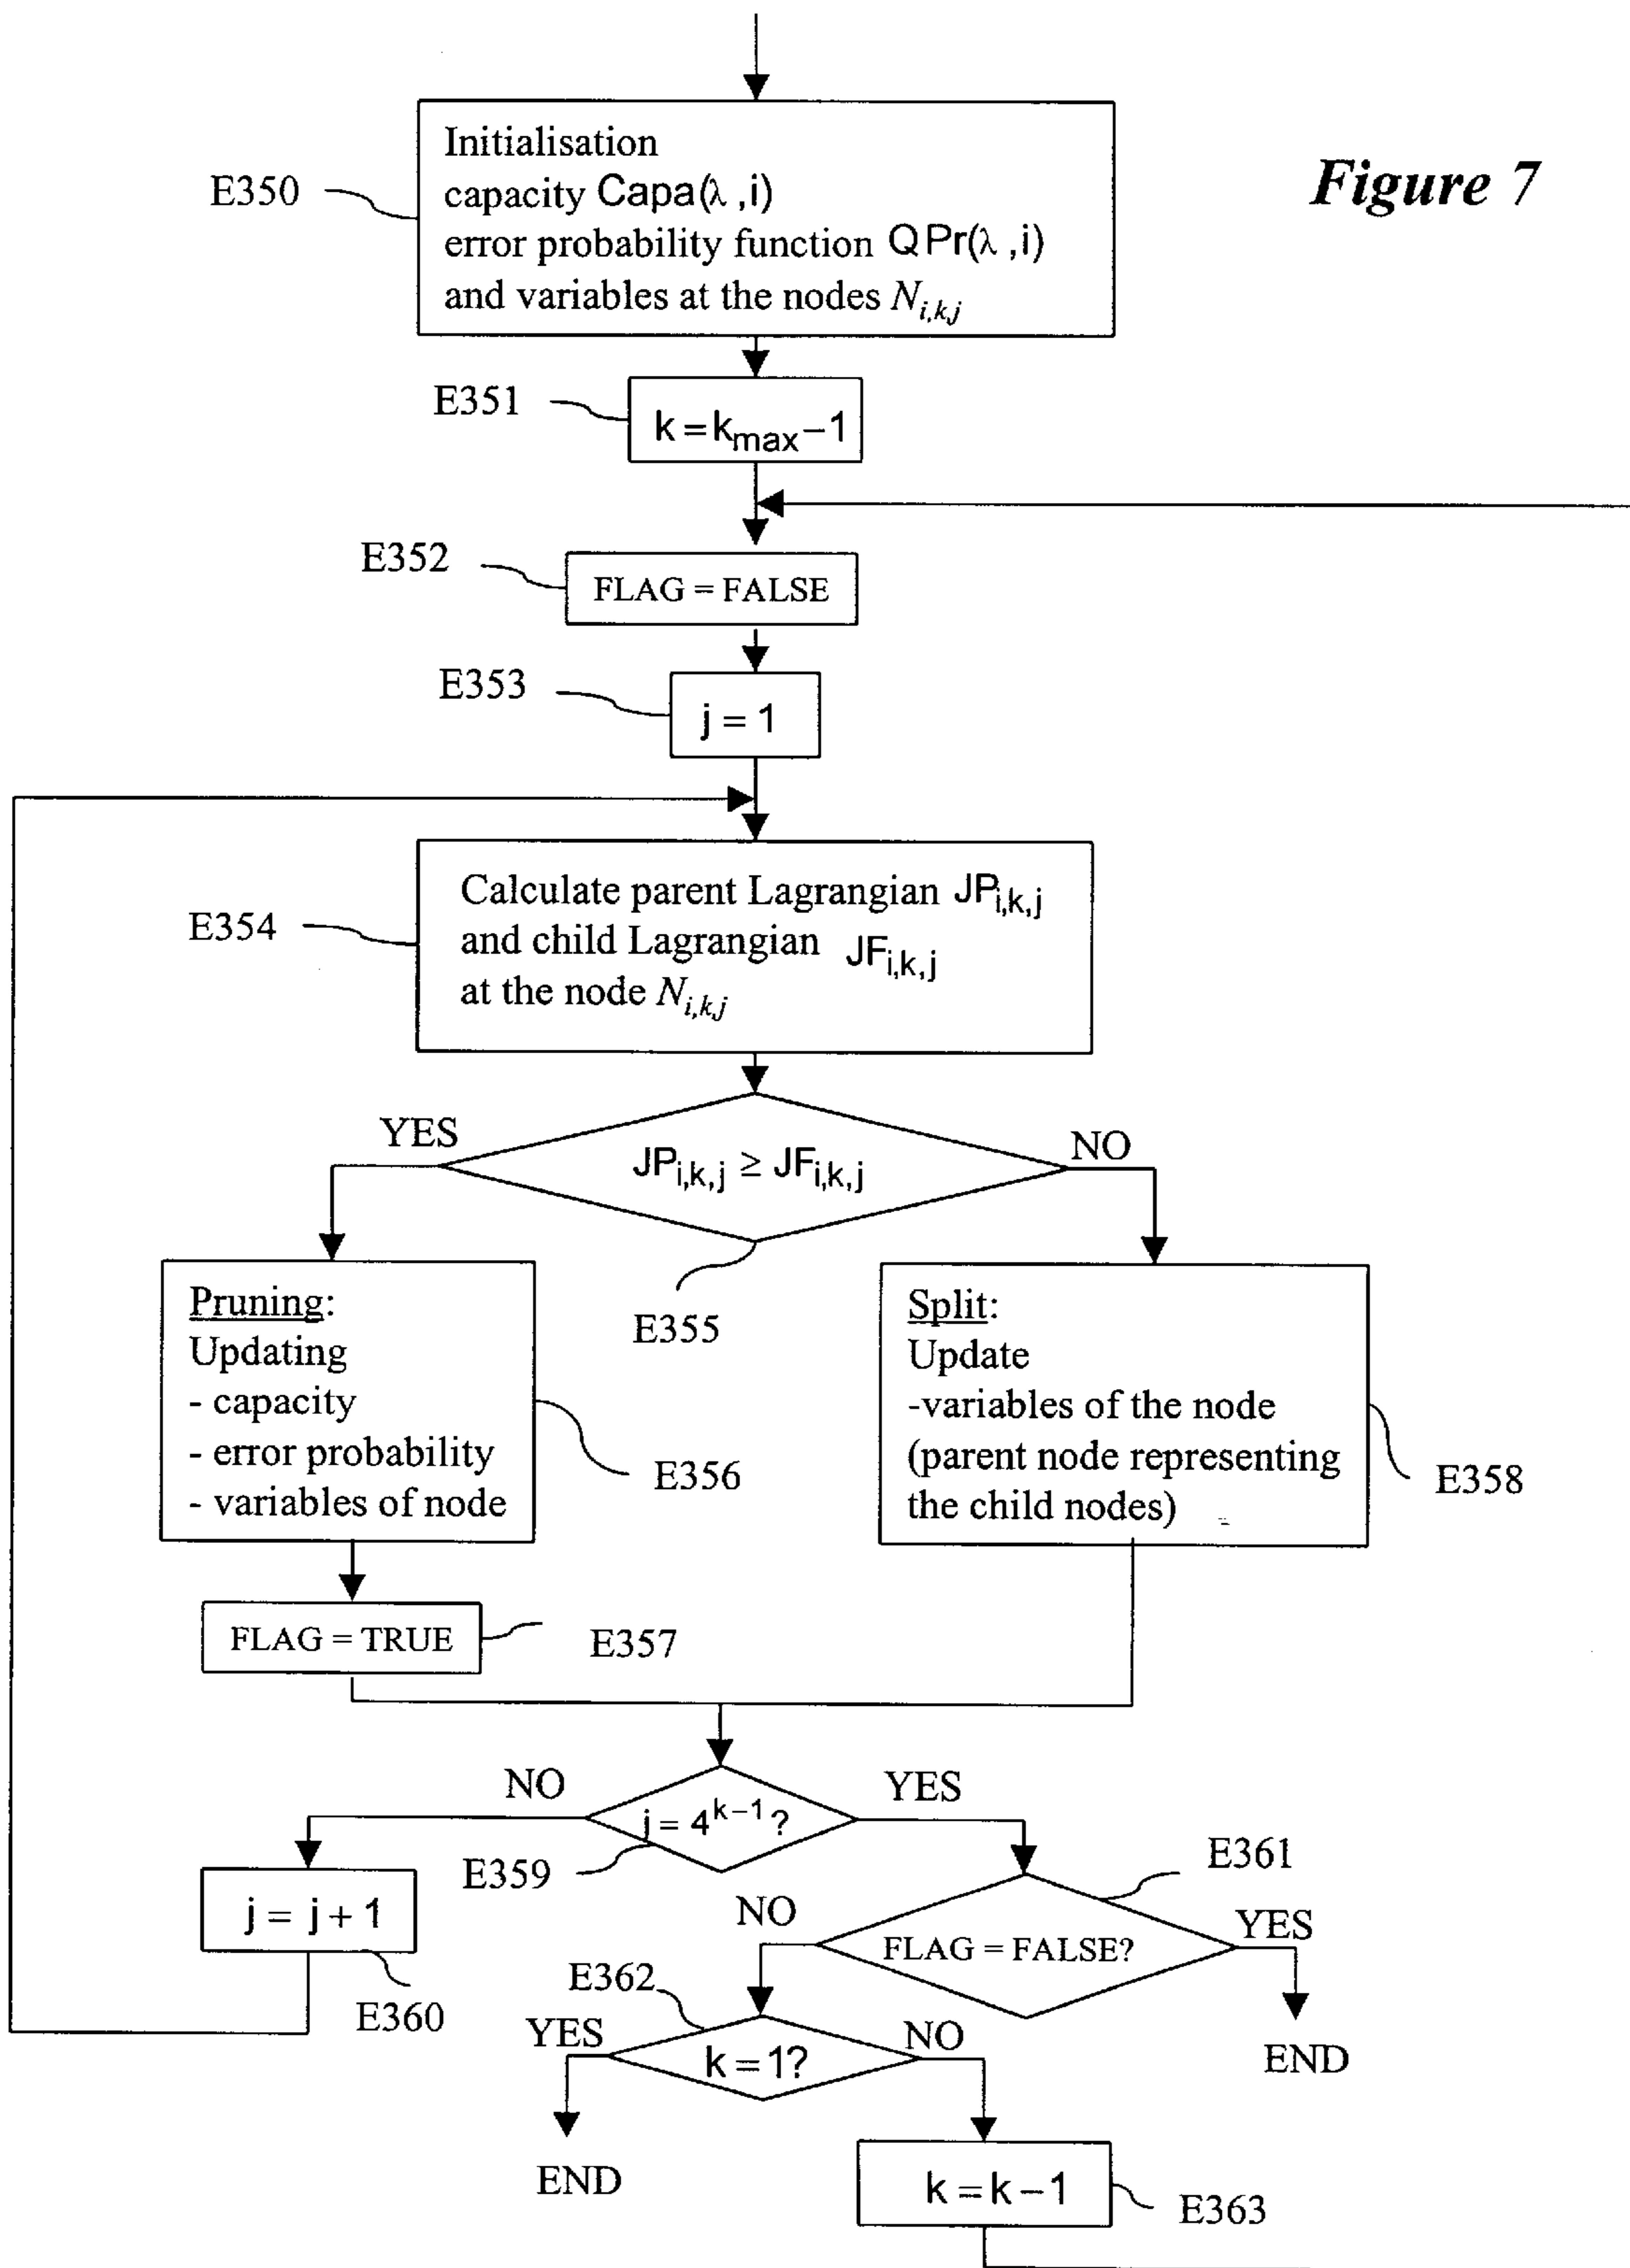 Figure 7
E350
Initialisation
capacity Capa(λ ,i)
error probability function QPr(λ ,i)
and variables at the nodes N_{i,k,j}
E351
k = k_{max} − 1
E352
FLAG = FALSE
E353
j = 1
E354
Calculate parent Lagrangian JP_{i,k,j}
and child Lagrangian JF_{i,k,j}
at the node N_{i,k,j}
YES
JP_{i,k,j} ≥ JF_{i,k,j}
NO
E355
Pruning:
Updating
- capacity
- error probability
- variables of node
E356
Split:
Update
-variables of the node
(parent node representing
the child nodes)
E358
FLAG = TRUE
E357
NO
j = 4^{k−1} ?
YES
E359
j = j + 1
E360
E361
NO
FLAG = FALSE?
YES
END
E362
YES
k = 1?
NO
END
k = k − 1
E363